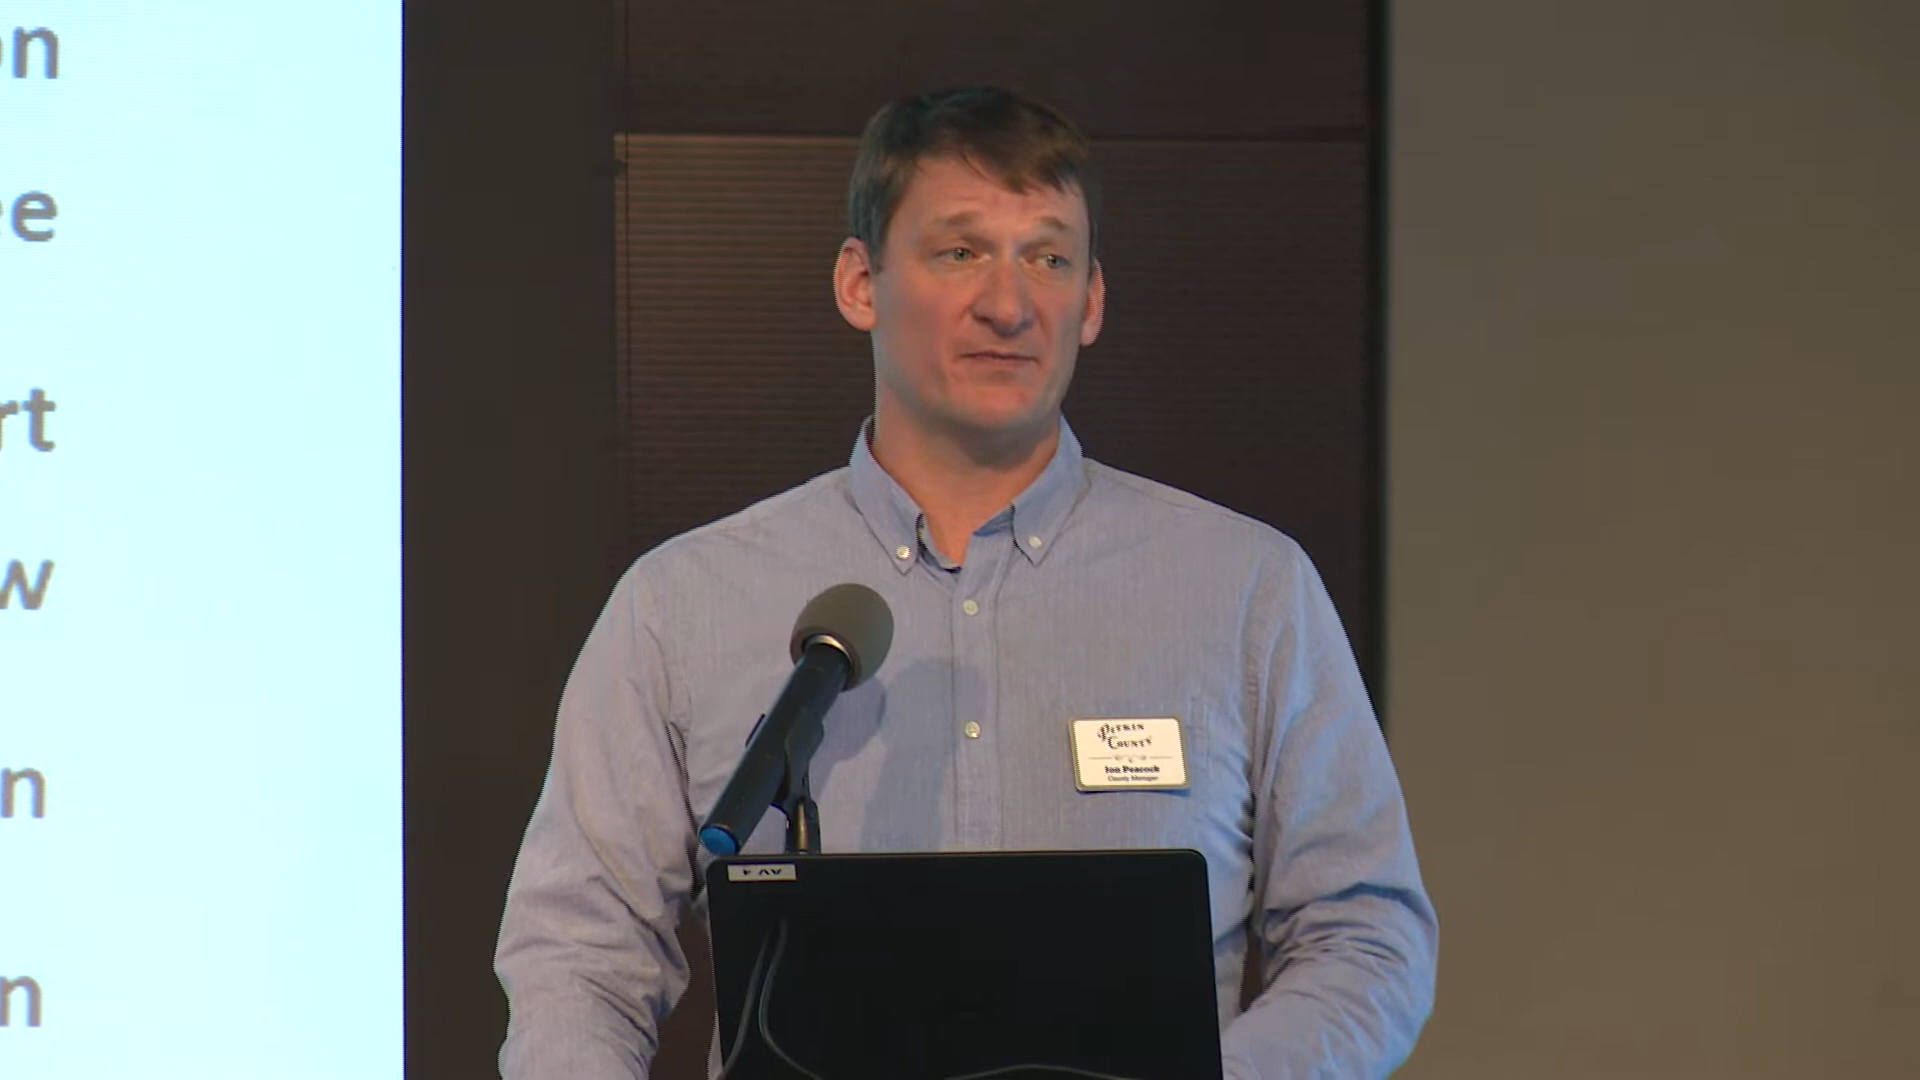 on
ee
rt
w
n
n
PITKIN
COUNTY
Jon Peacock
County Manager